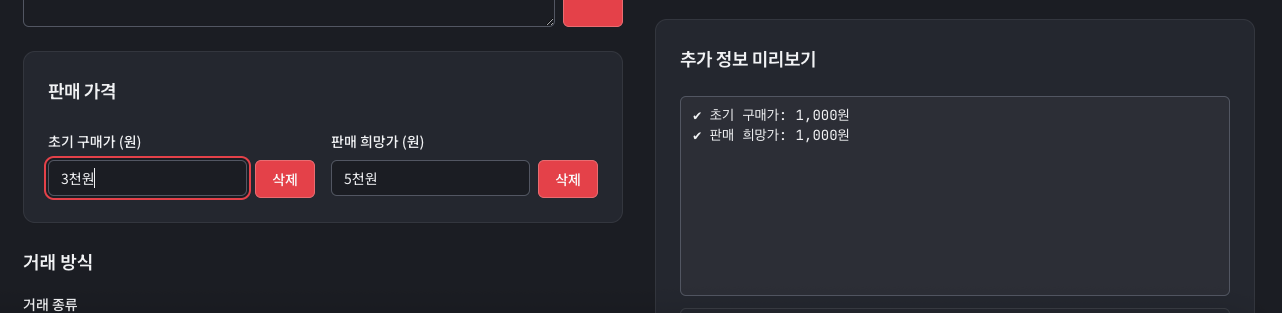 판매 가격
초기 구매가 (원)
판매 희망가 (원)
3천원
삭제
5천원
삭제
거래 방식
거래 종류
추가 정보 미리보기
✔ 초기 구매가: 1,000원
✔ 판매 희망가: 1,000원